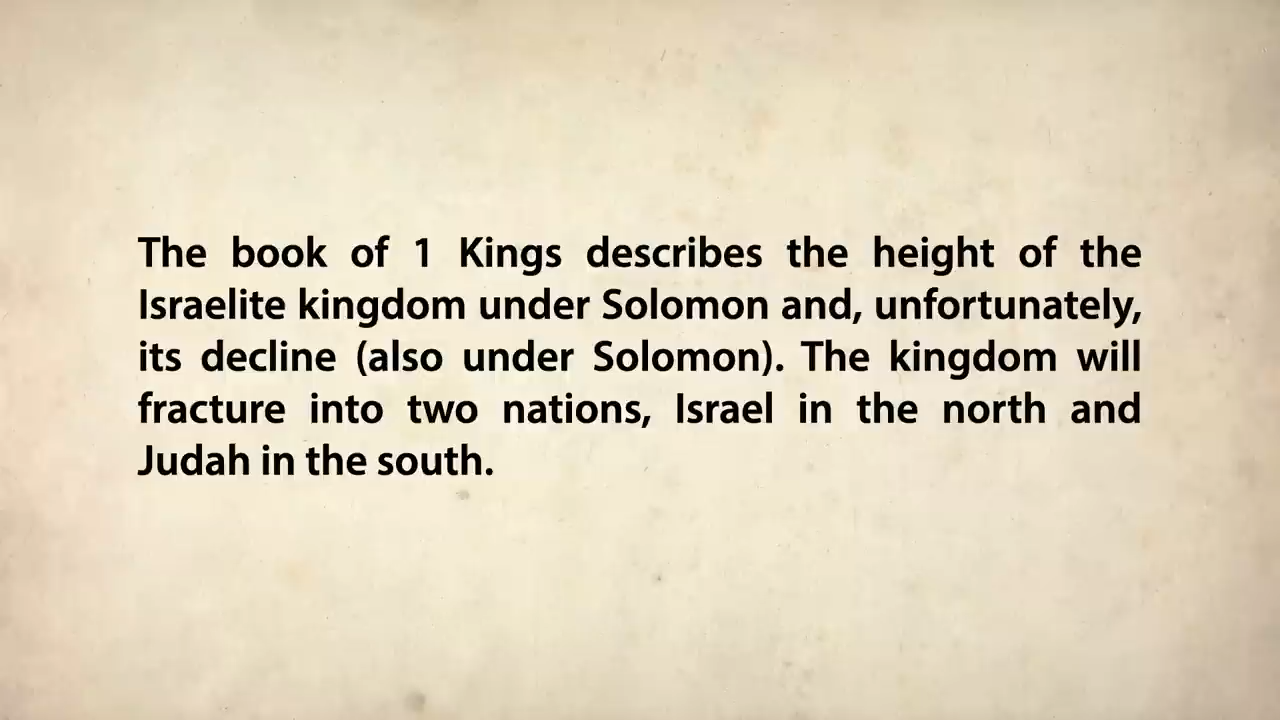 The book of 1 Kings describes the height of the
Israelite kingdom under Solomon and, unfortunately,
its decline (also under Solomon). The kingdom will
fracture into two nations, Israel in the north and
Judah in the south.